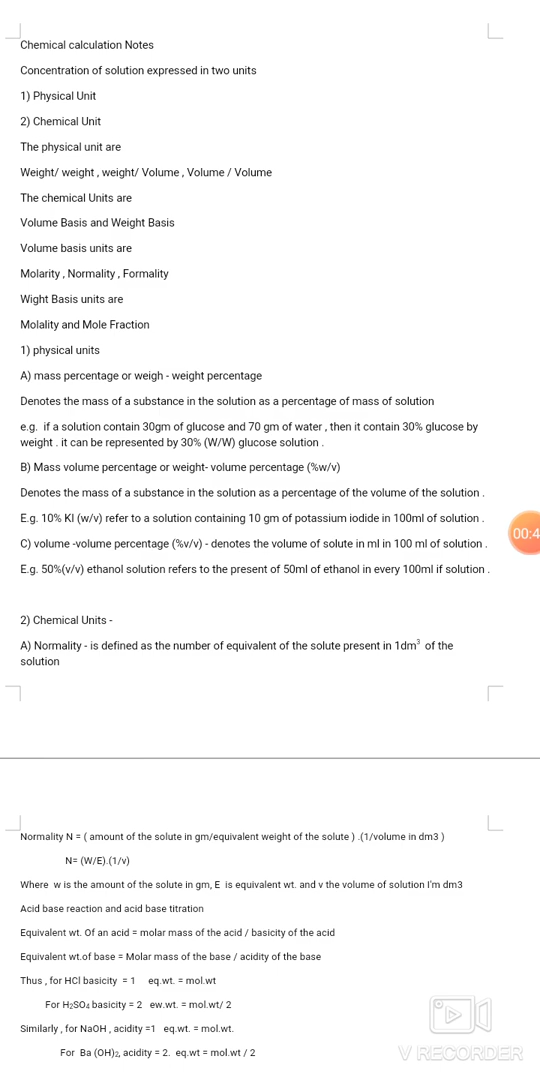 Chemical calculation Notes
Concentration of solution expressed in two units
1) Physical Unit
2) Chemical Unit
The physical unit are
Weight/ weight , weight/ Volume , Volume / Volume
The chemical Units are
Volume Basis and Weight Basis
Volume basis units are
Molarity , Normality , Formality
Wight Basis units are
Molality and Mole Fraction
1) physical units
A) mass percentage or weigh - weight percentage
Denotes the mass of a substance in the solution as a percentage of mass of solution
e.g.  if a solution contain 30gm of glucose and 70 gm of water , then it contain 30% glucose by
weight . it can be represented by 30% (W/W) glucose solution .
B) Mass volume percentage or weight- volume percentage (%w/v)
Denotes the mass of a substance in the solution as a percentage of the volume of the solution .
E.g. 10% KI (w/v) refer to a solution containing 10 gm of potassium iodide in 100ml of solution .
C) volume -volume percentage (%v/v) - denotes the volume of solute in ml in 100 ml of solution .
E.g. 50%(v/v) ethanol solution refers to the present of 50ml of ethanol in every 100ml if solution .
00:4
2) Chemical Units -
A) Normality - is defined as the number of equivalent of the solute present in 1dm³ of the
solution
Normality N = ( amount of the solute in gm/equivalent weight of the solute ) .(1/volume in dm3 )
N= (W/E).(1/v)
Where  w is the amount of the solute in gm, E  is equivalent wt. and v the volume of solution I'm dm3
Acid base reaction and acid base titration
Equivalent wt. Of an acid = molar mass of the acid / basicity of the acid
Equivalent wt.of base = Molar mass of the base / acidity of the base
Thus , for HCl basicity  = 1    eq.wt. = mol.wt
For H₂SO₄ basicity = 2   ew.wt. = mol.wt/ 2
Similarly , for NaOH , acidity =1   eq.wt. = mol.wt.
For  Ba (OH)₂, acidity = 2.  eq.wt = mol.wt / 2
V RECORDER